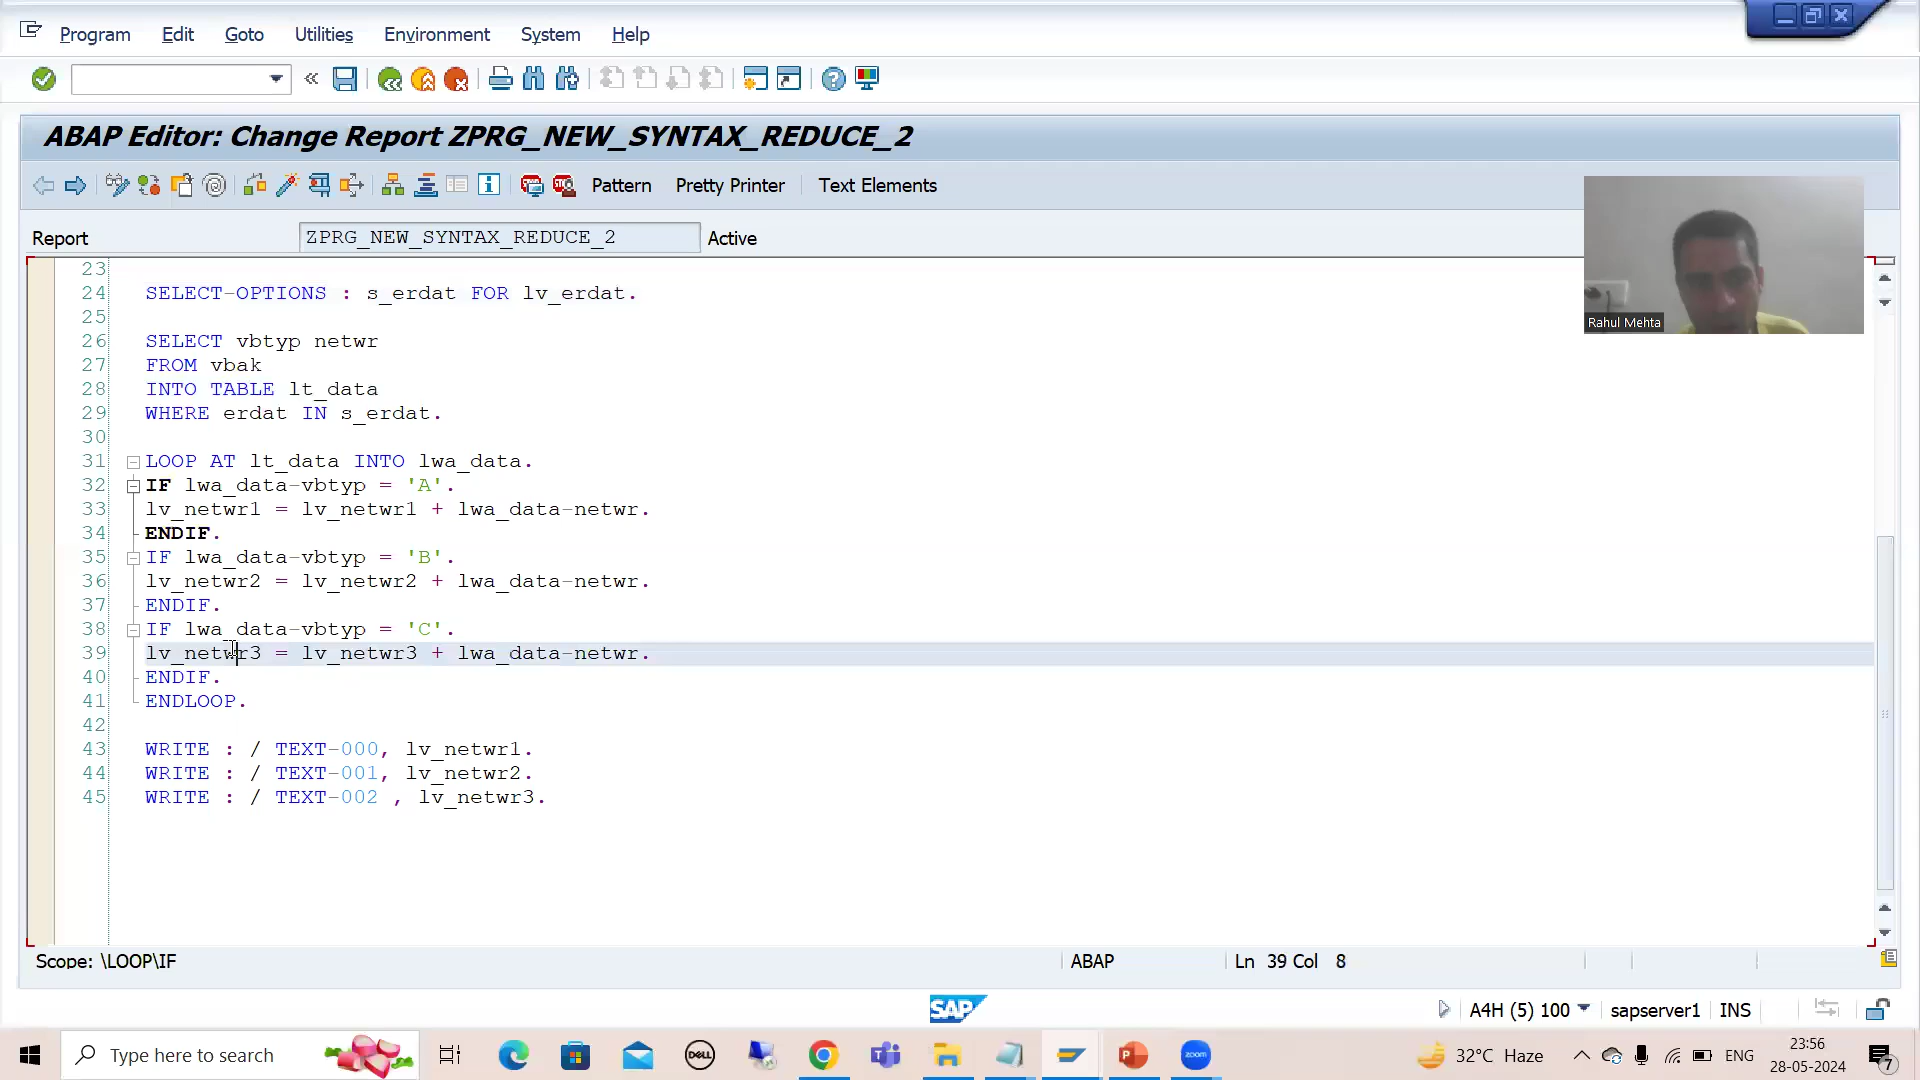 Program Edit Goto Utilities Environment System Help
ABAP Editor: Change Report ZPRG_NEW_SYNTAX_REDUCE_2
Pattern Pretty Printer Text Elements
Report ZPRG_NEW_SYNTAX_REDUCE_2 Active
Rahul Mehta
23
24 SELECT-OPTIONS : s_erdat FOR lv_erdat.
25
26 SELECT vbtyp netwr
27 FROM vbak
28 INTO TABLE lt_data
29 WHERE erdat IN s_erdat.
30
31 LOOP AT lt_data INTO lwa_data.
32 IF lwa_data-vbtyp = 'A'.
33 lv_netwr1 = lv_netwr1 + lwa_data-netwr.
34 ENDIF.
35 IF lwa_data-vbtyp = 'B'.
36 lv_netwr2 = lv_netwr2 + lwa_data-netwr.
37 ENDIF.
38 IF lwa_data-vbtyp = 'C'.
39 lv_netwr3 = lv_netwr3 + lwa_data-netwr.
40 ENDIF.
41 ENDLOOP.
42
43 WRITE : / TEXT-000, lv_netwr1.
44 WRITE : / TEXT-001, lv_netwr2.
45 WRITE : / TEXT-002 , lv_netwr3.
Scope: \LOOP\IF ABAP Ln 39 Col 8
SAP A4H (5) 100 sapserver1 INS
Type here to search DELL zoom 32°C Haze ENG 23:56
28-05-2024 7